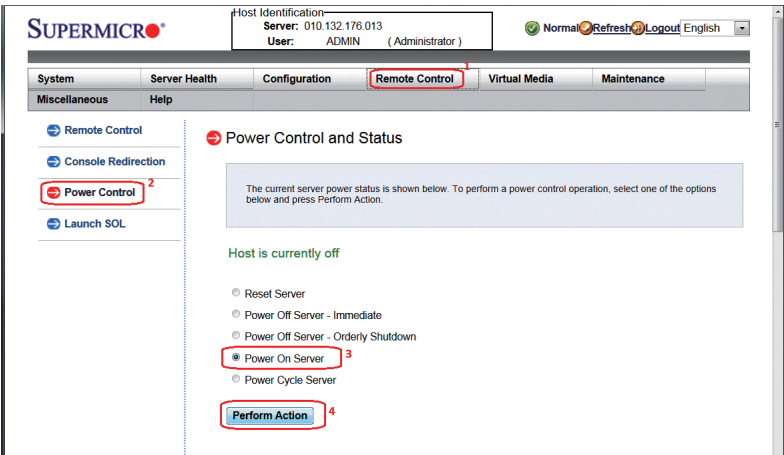 Host Identification
Server: 010.132.176.013
User: ADMIN ( Administrator )
SUPERMICRO
Normal Refresh Logout English
System Server Health Configuration Remote Control 1 Virtual Media Maintenance
Miscellaneous Help
Remote Control
Console Redirection
Power Control 2
Launch SOL
Power Control and Status
The current server power status is shown below. To perform a power control operation, select one of the options
below and press Perform Action.
Host is currently off
Reset Server
Power Off Server - Immediate
Power Off Server - Orderly Shutdown
Power On Server 3
Power Cycle Server
Perform Action 4